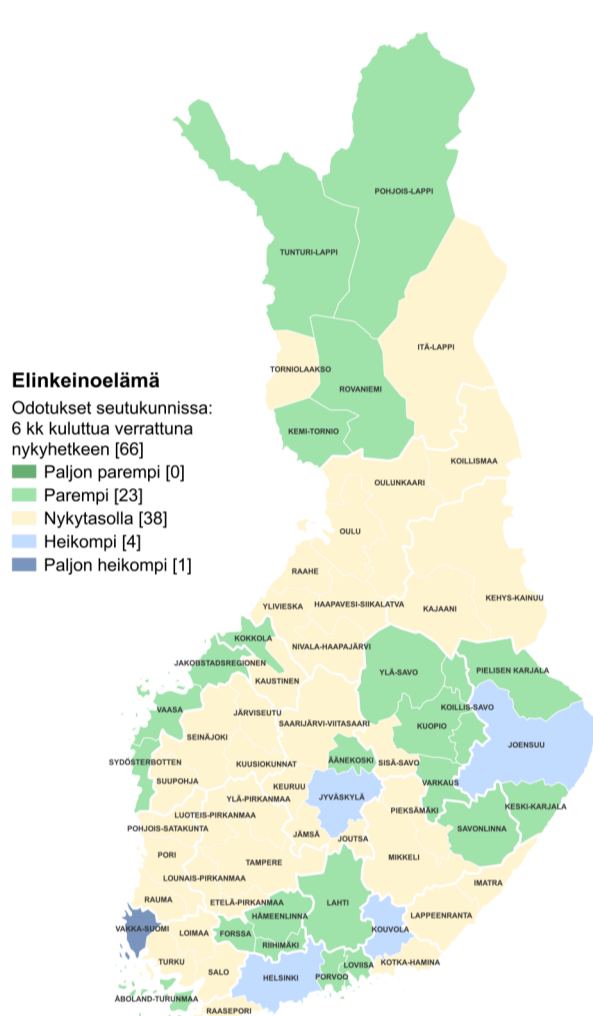 POHJOIS-LAPPI
TUNTURI-LAPPI
ITÄ-LAPPI
TORNIOLAAKSO
Elinkeinoelämä
ROVANIEMI
Odotukset seutukunnissa:
6 kk kuluttua verrattuna
nykyhetkeen [66]
KEMI-TORNIO
Paljon parempi [0]
KOILLISMAA
Parempi [23]
OULUNKAARI
Nykytasolla [38]
OULU
Heikompi [4]
Paljon heikompi [1]
RAAHE
KEHYS-KAINUU
YLIVIESKA
HAAPAVESI-SIIKALATVA
KAJAANI
KOKKOLA
NIVALA-HAAPAJÄRVI
JAKOBSTADSREGIONEN
YLÄ-SAVO
PIELISEN KARJALA
KAUSTINEN
VAASA
JÄRVISEUTU
KOILLIS-SAVO
SAARIJÄRVI-VIITASAARI
KUOPIO
SEINÄJOKI
JOENSUU
SYDÖSTERBOTTEN
KUUSIOKUNNAT
ÄÄNEKOSKI
SISÄ-SAVO
SUUPOHJA
KEURUU
VARKAUS
YLÄ-PIRKANMAA
JYVÄSKYLÄ
KESKI-KARJALA
LUOTEIS-PIRKANMAA
PIEKSÄMÄKI
POHJOIS-SATAKUNTA
SAVONLINNA
JÄMSÄ
JOUTSA
PORI
TAMPERE
MIKKELI
LOUNAIS-PIRKANMAA
IMATRA
RAUMA
ETELÄ-PIRKANMAA
LAHTI
HÄMEENLINNA
LAPPEENRANTA
VAKKA-SUOMI
LOIMAA
FORSSA
KOUVOLA
RIIHIMÄKI
TURKU
LOVIISA
KOTKA-HAMINA
SALO
HELSINKI
PORVOO
ÅBOLAND-TURUNMAA
RAASEPORI